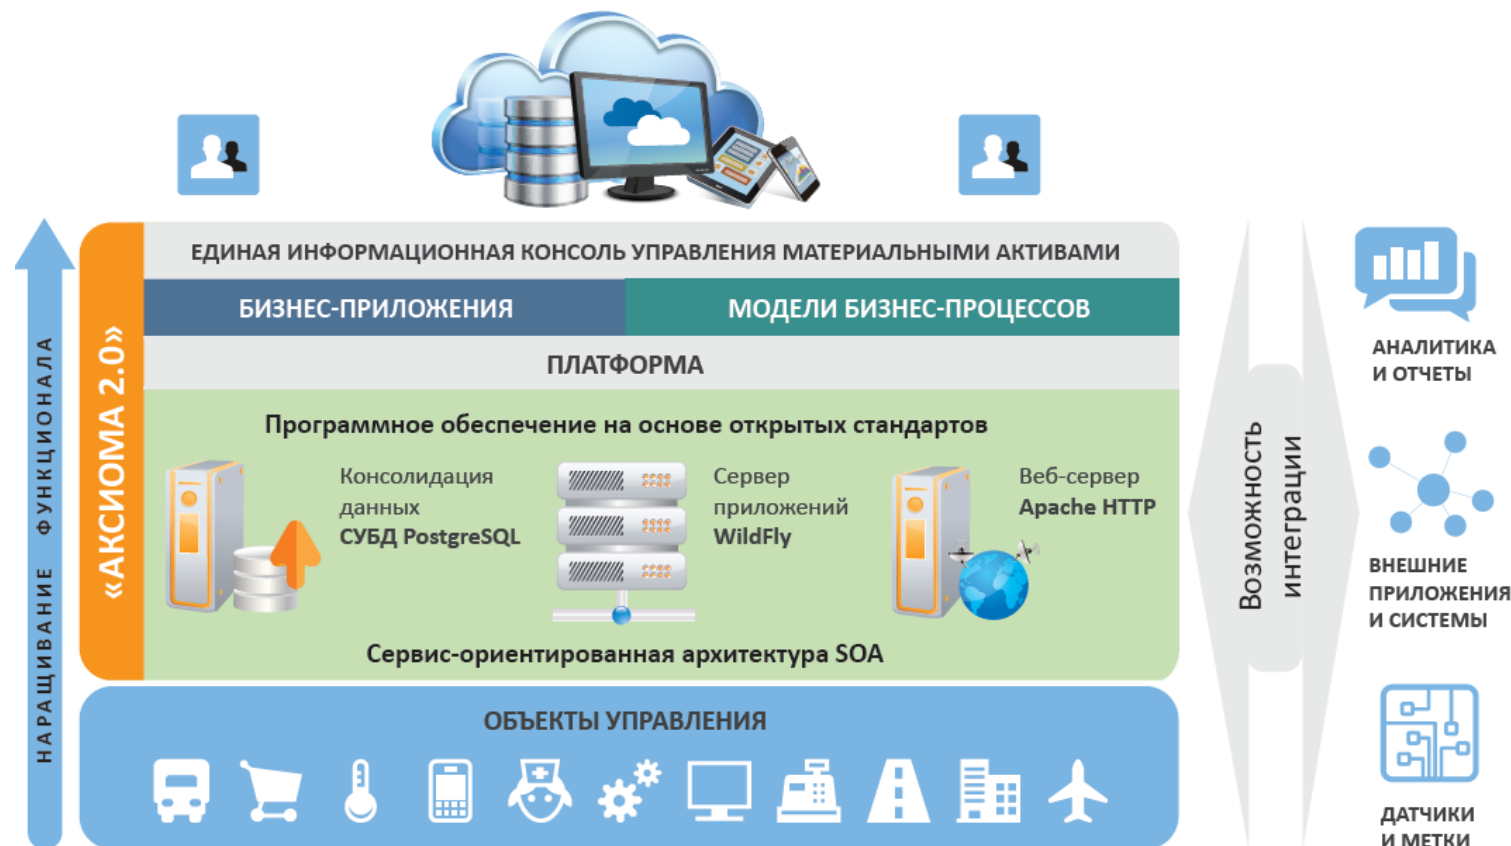 ЕДИНАЯ ИНФОРМАЦИОННАЯ КОНСОЛЬ УПРАВЛЕНИЯ МАТЕРИАЛЬНЫМИ АКТИВАМИ
БИЗНЕС-ПРИЛОЖЕНИЯ
МОДЕЛИ БИЗНЕС-ПРОЦЕССОВ
ПЛАТФОРМА
НАРАЩИВАНИЕ ФУНКЦИОНАЛА
«АКСИОМА 2.0»
Программное обеспечение на основе открытых стандартов
Консолидация
данных
СУБД PostgreSQL
Сервер
приложений
WildFly
Веб-сервер
Apache HTTP
Сервис-ориентированная архитектура SOA
ОБЪЕКТЫ УПРАВЛЕНИЯ
Возможность
интеграции
АНАЛИТИКА
И ОТЧЕТЫ
ВНЕШНИЕ
ПРИЛОЖЕНИЯ
И СИСТЕМЫ
ДАТЧИКИ
И МЕТКИ